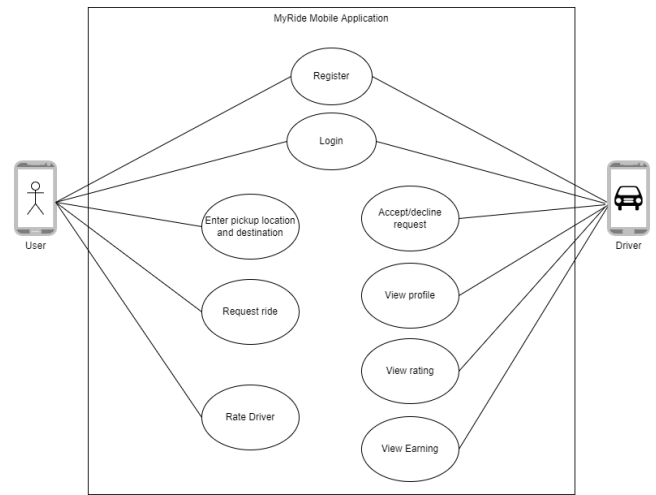 MyRide Mobile Application
Register
Login
Enter pickup location
and destination
Accept/decline
request
User
Driver
View profile
Request ride
View rating
Rate Driver
View Earning